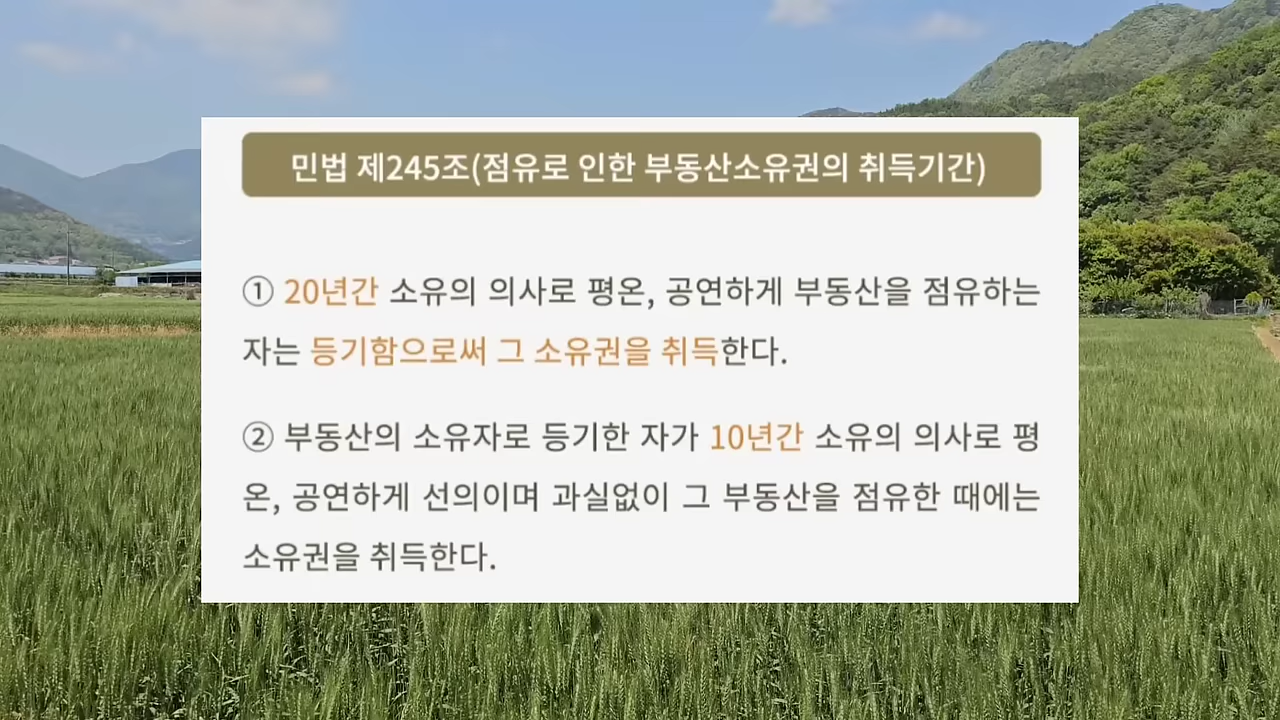 민법 제245조(점유로 인한 부동산소유권의 취득기간)
① 20년간 소유의 의사로 평온, 공연하게 부동산을 점유하는
자는 등기함으로써 그 소유권을 취득한다.
② 부동산의 소유자로 등기한 자가 10년간 소유의 의사로 평
온, 공연하게 선의이며 과실없이 그 부동산을 점유한 때에는
소유권을 취득한다.